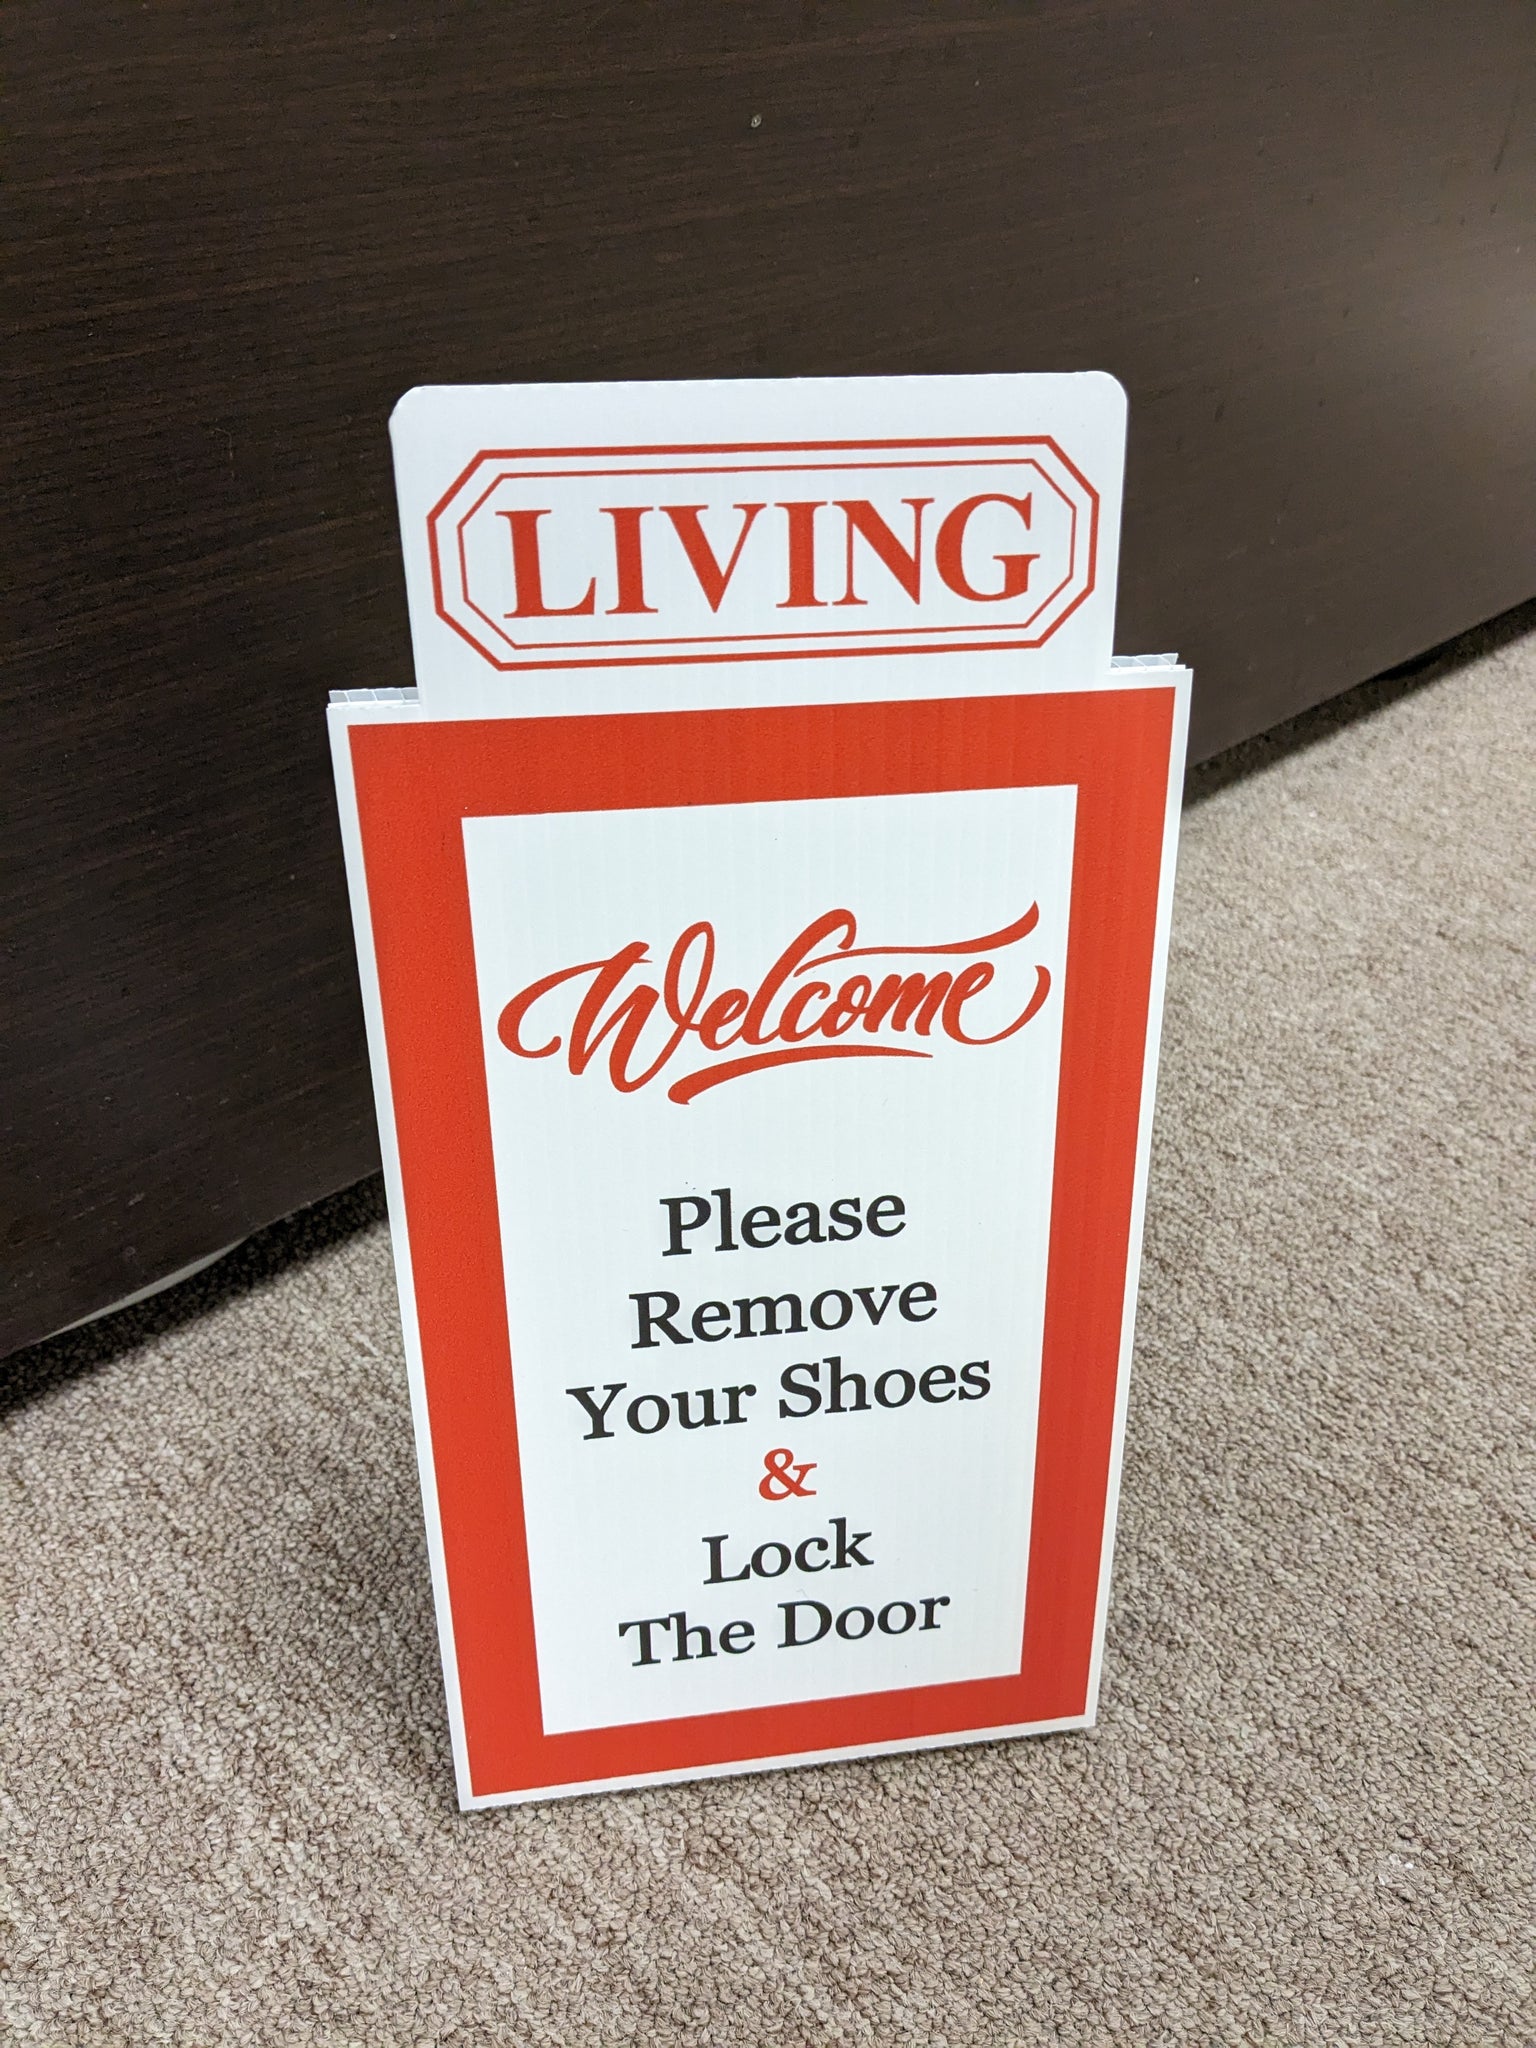 LIVING
Welcome
Please
Remove
Your Shoes
&
Lock
The Door